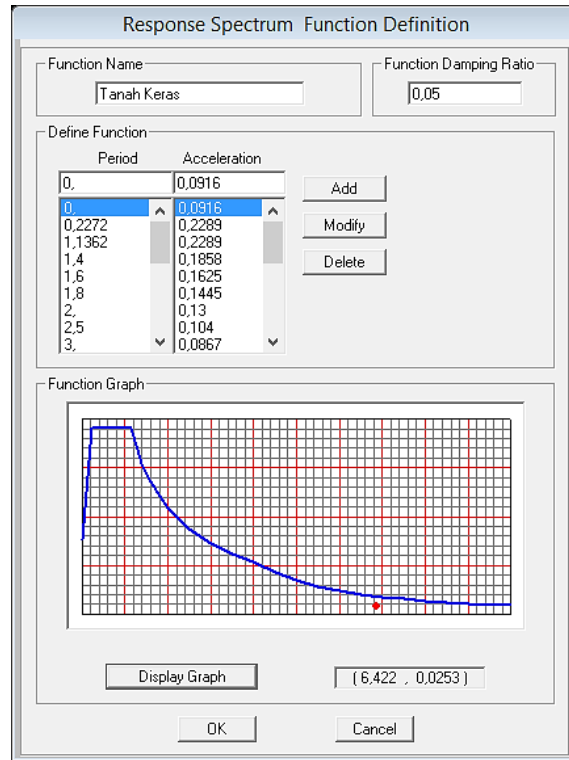 Response Spectrum Function Definition
Function Name
Function Damping Ratio
Tanah Keras
0,05
Define Function
Period Acceleration
0, 0,0916
Add
0, 0,0916
0,2272 0,2289
Modify
1,1362 0,2289
1,4 0,1858
Delete
1,6 0,1625
1,8 0,1445
2, 0,13
2,5 0,104
3, 0,0867
Function Graph
Display Graph
( 6,422 , 0,0253 )
OK
Cancel